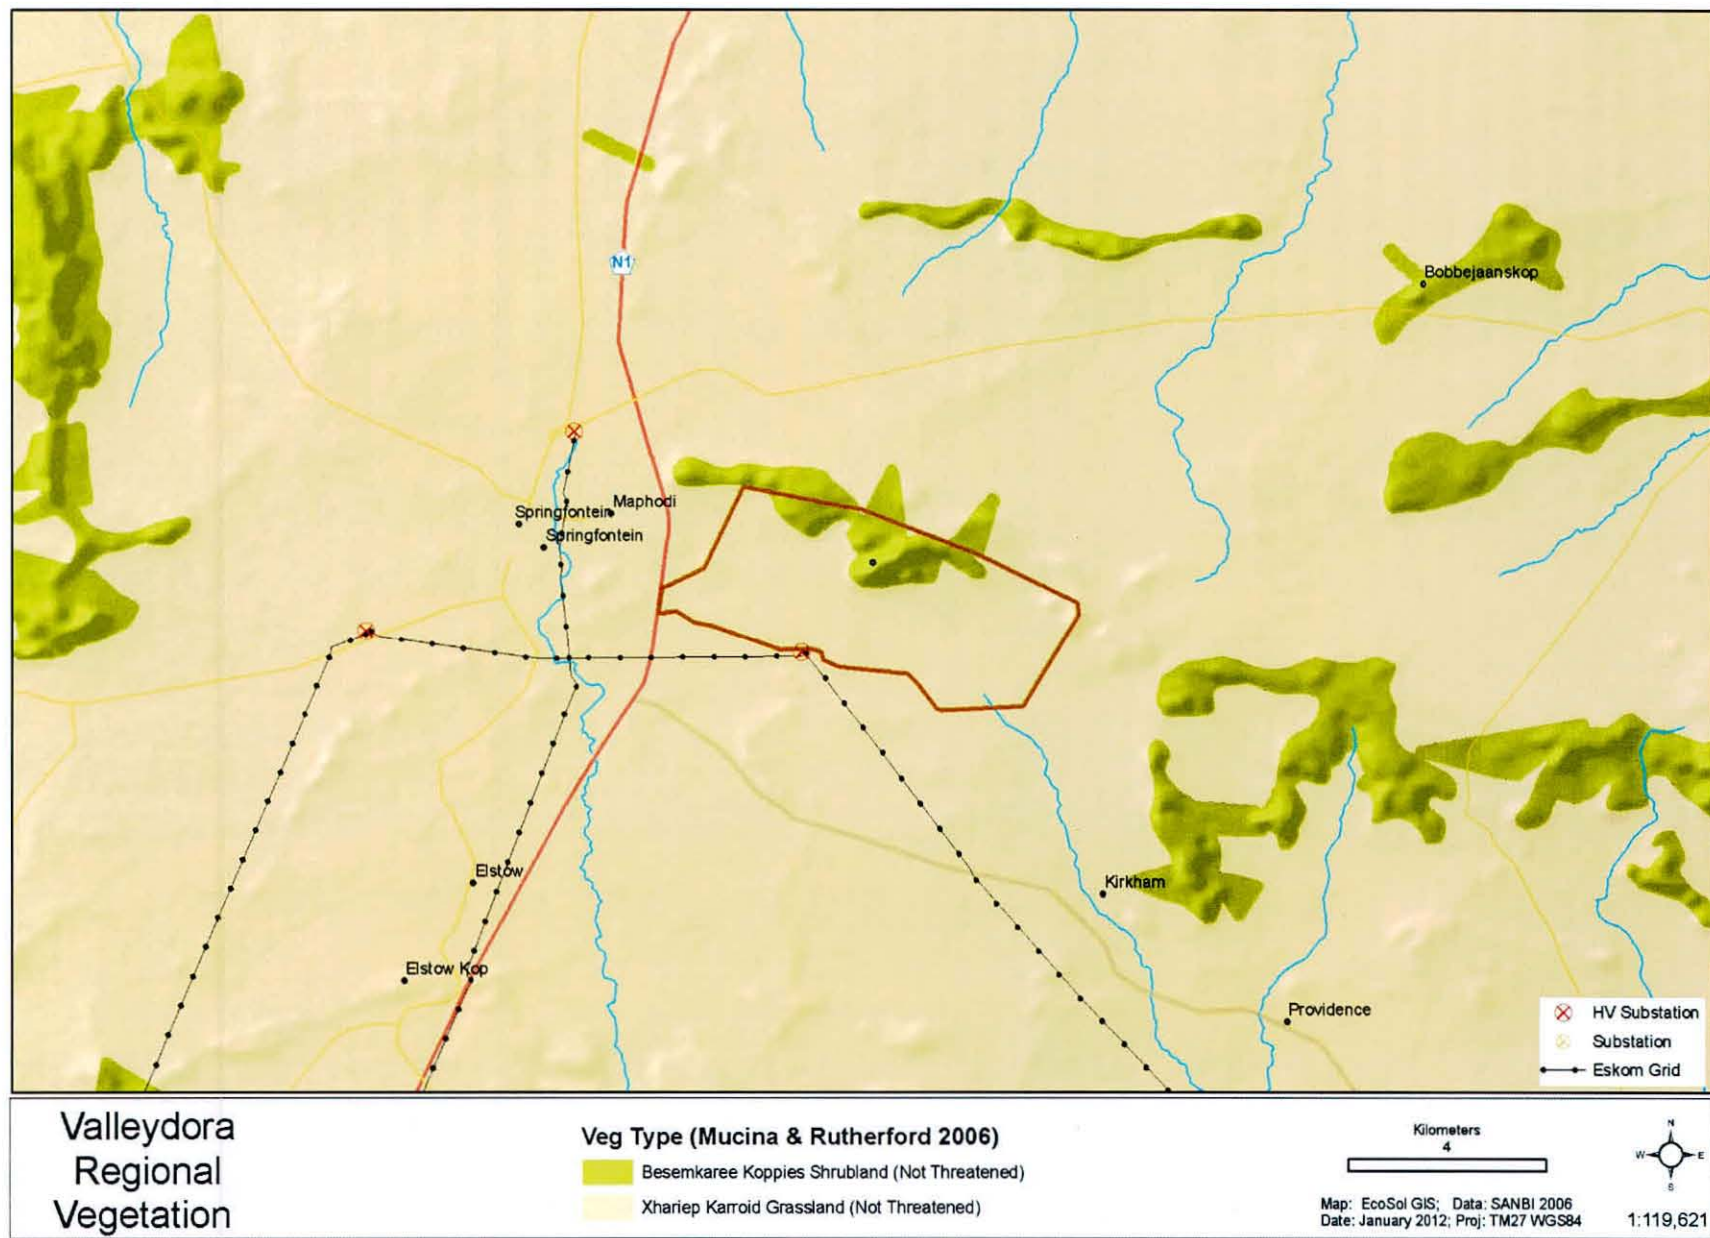 N1
Bobbejaanskop
Maphodi
Springfontein
Springfontein
Elstow
Kirkham
Elstow Kop
Providence
HV Substation
Substation
Eskom Grid
Valleydora
Regional
Vegetation
Veg Type (Mucina & Rutherford 2006)
Besemkaree Koppies Shrubland (Not Threatened)
Xhariep Karroid Grassland (Not Threatened)
Kilometers
4
Map: EcoSol GIS; Data: SANBI 2006
Date: January 2012; Proj: TM27 WGS84
N
W
E
S
1:119,621